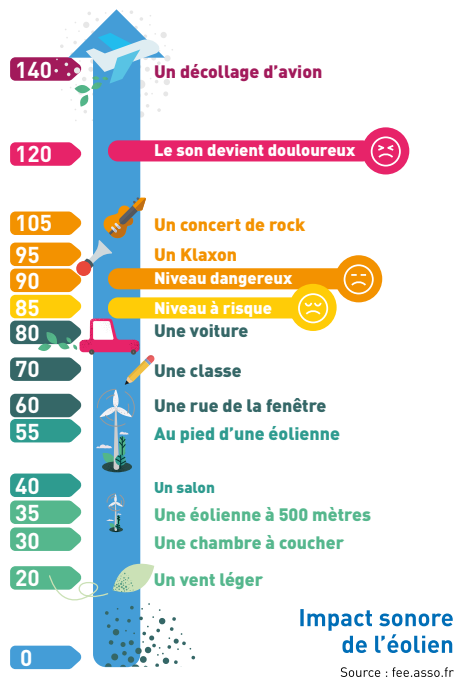 140 Un décollage d'avion
120 Le son devient douloureux
105 Un concert de rock
95 Un Klaxon
90 Niveau dangereux
85 Niveau à risque
80 Une voiture
70 Une classe
60 Une rue de la fenêtre
55 Au pied d'une éolienne
40 Un salon
35 Une éolienne à 500 mètres
30 Une chambre à coucher
20 Un vent léger
0
Impact sonore
de l'éolien
Source : fee.asso.fr